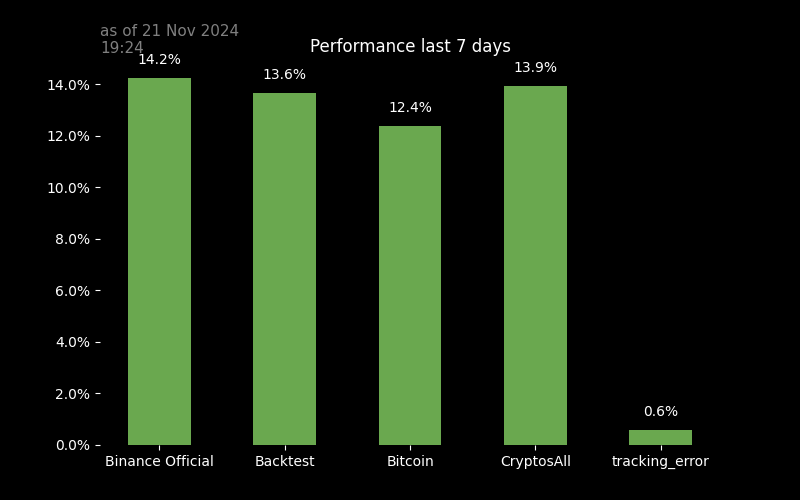 as of 21 Nov 2024
19:24
Performance last 7 days
14.2%
13.6%
12.4%
13.9%
0.6%
14.0%
12.0%
10.0%
8.0%
6.0%
4.0%
2.0%
0.0%
Binance Official
Backtest
Bitcoin
CryptosAll
tracking_error